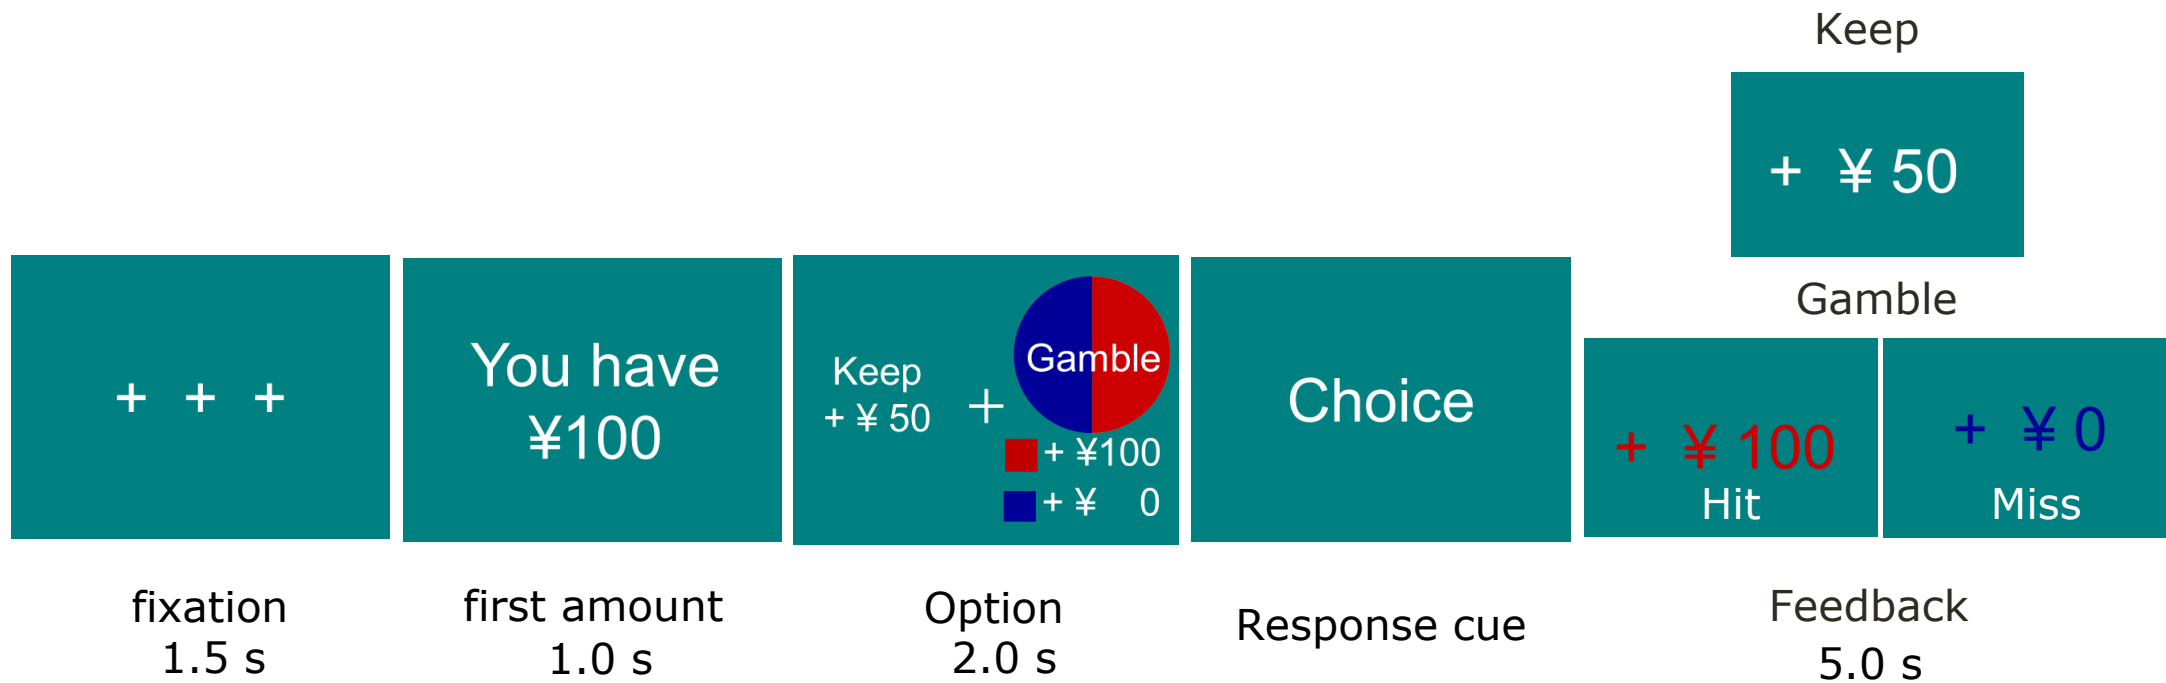 + + +
fixation
1.5 s
You have
¥100
first amount
1.0 s
Keep
+ ¥ 50
+
Gamble
+ ¥100
+ ¥ 0
Option
2.0 s
Choice
Response cue
Keep
+ ¥ 50
Gamble
+ ¥ 100
Hit
+ ¥ 0
Miss
Feedback
5.0 s